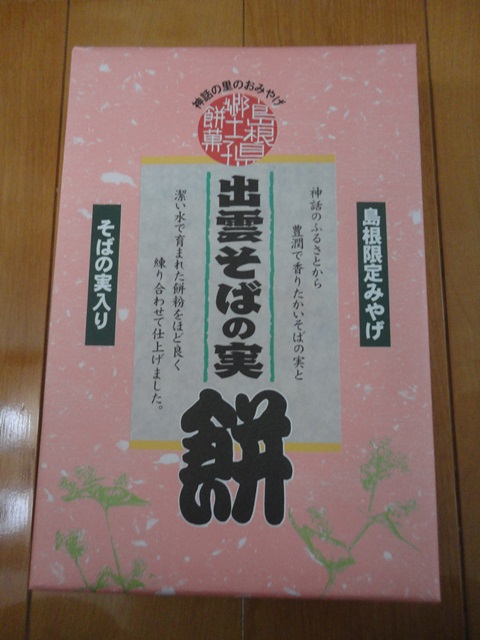 神話の里のおみやげ
島根県
郷土
餅菓子
島根限定みやげ
神話のふるさとから
豊潤で香りたかいそばの実と
出雲そばの実
餅
潔い水で育まれた餅粉をほど良く
練り合わせて仕上げました。
そばの実入り